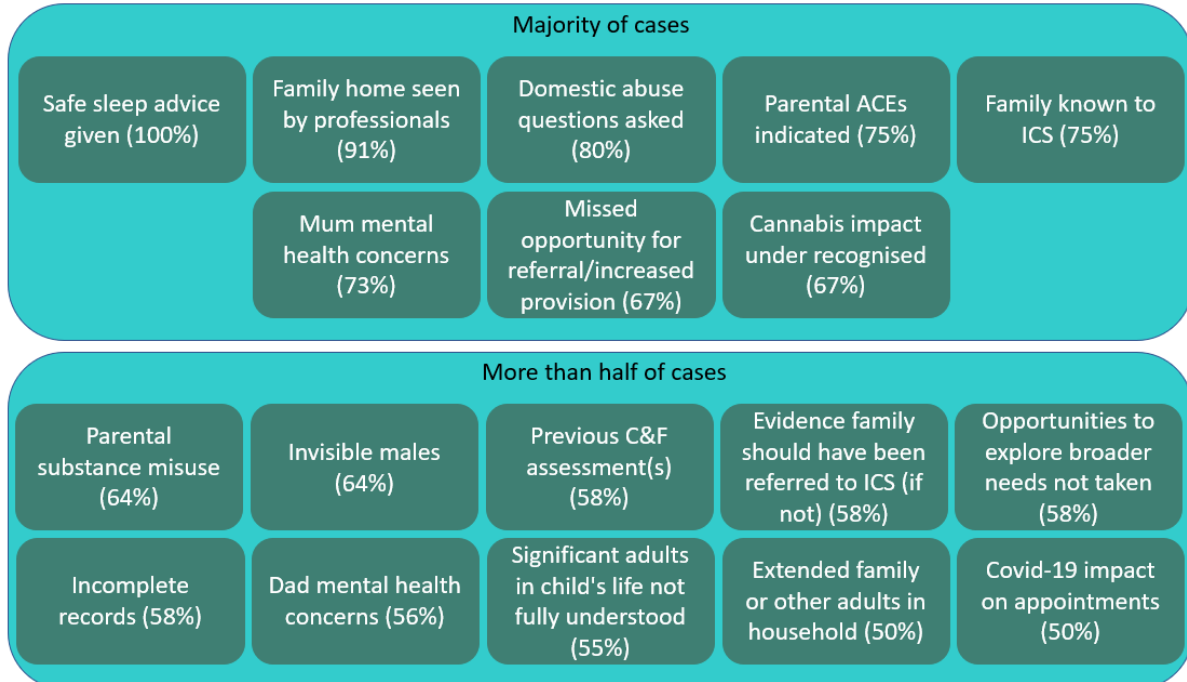 Majority of cases
Safe sleep advice
given (100%)
Family home seen
by professionals
(91%)
Domestic abuse
questions asked
(80%)
Parental ACEs
indicated (75%)
Family known to
ICS (75%)
Mum mental
health concerns
(73%)
Missed
opportunity for
referral/increased
provision (67%)
Cannabis impact
under recognised
(67%)
More than half of cases
Parental
substance misuse
(64%)
Invisible males
(64%)
Previous C&F
assessment(s)
(58%)
Evidence family
should have been
referred to ICS (if
not) (58%)
Opportunities to
explore broader
needs not taken
(58%)
Incomplete
records (58%)
Dad mental health
concerns (56%)
Significant adults
in child's life not
fully understood
(55%)
Extended family
or other adults in
household (50%)
Covid-19 impact
on appointments
(50%)